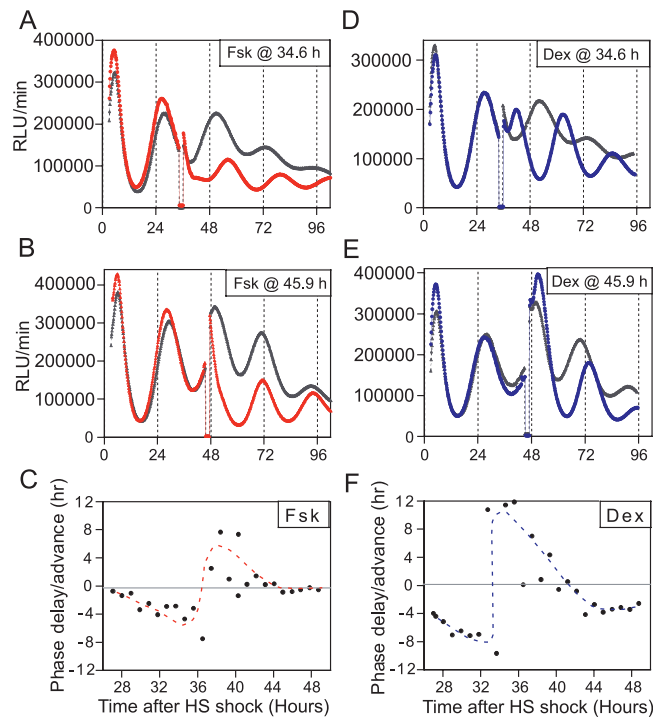 A
Fsk @ 34.6 h
RLU/min
400000
300000
200000
100000
0
0 24 48 72 96
D
Dex @ 34.6 h
300000
200000
100000
0
0 24 48 72 96
B
Fsk @ 45.9 h
RLU/min
400000
300000
200000
100000
0
0 24 48 72 96
E
Dex @ 45.9 h
400000
300000
200000
100000
0
0 24 48 72 96
C
Fsk
Phase delay/advance (hr)
12
8
4
0
-4
-8
-12
28 32 36 40 44 48
Time after HS shock (Hours)
F
Dex
Phase delay/advance (hr)
12
8
4
0
-4
-8
-12
28 32 36 40 44 48
Time after HS shock (Hours)